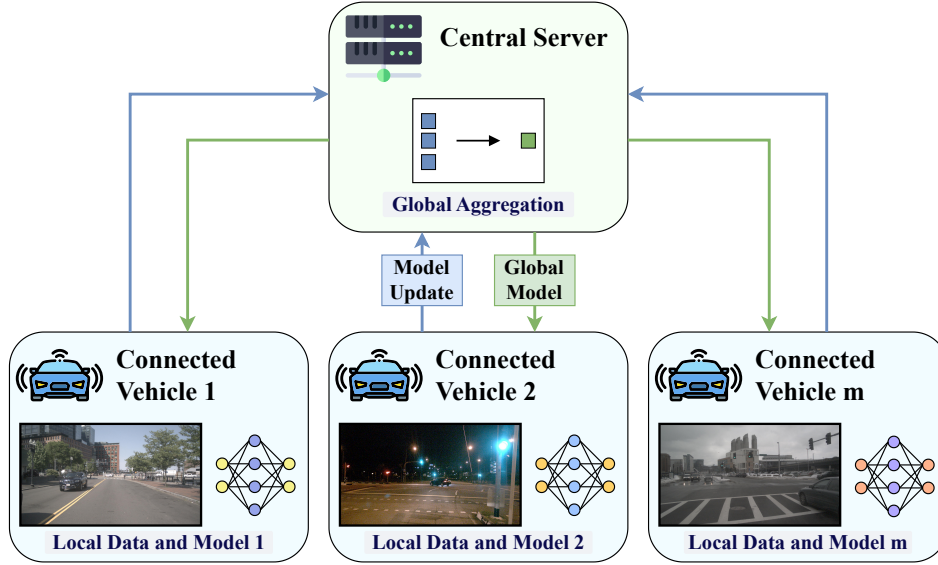 Central Server
Global Aggregation
Model
Update
Global
Model
Connected
Vehicle 1
Local Data and Model 1
Connected
Vehicle 2
Local Data and Model 2
Connected
Vehicle m
Local Data and Model m